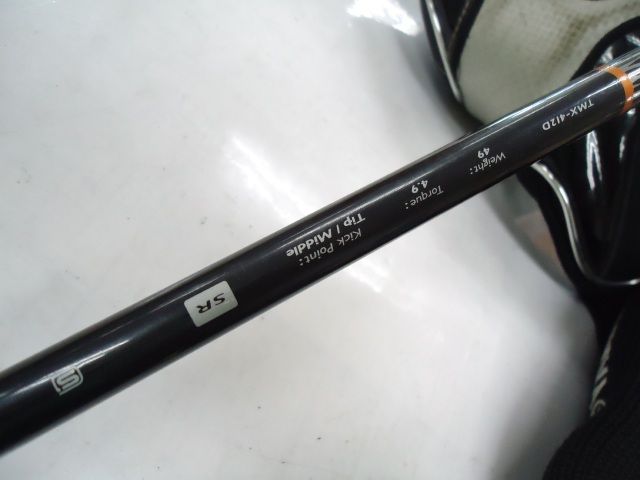 TMX-412D
Weight:
49
Torque:
4.9
Kick Point:
Tip / Middle
SR
S